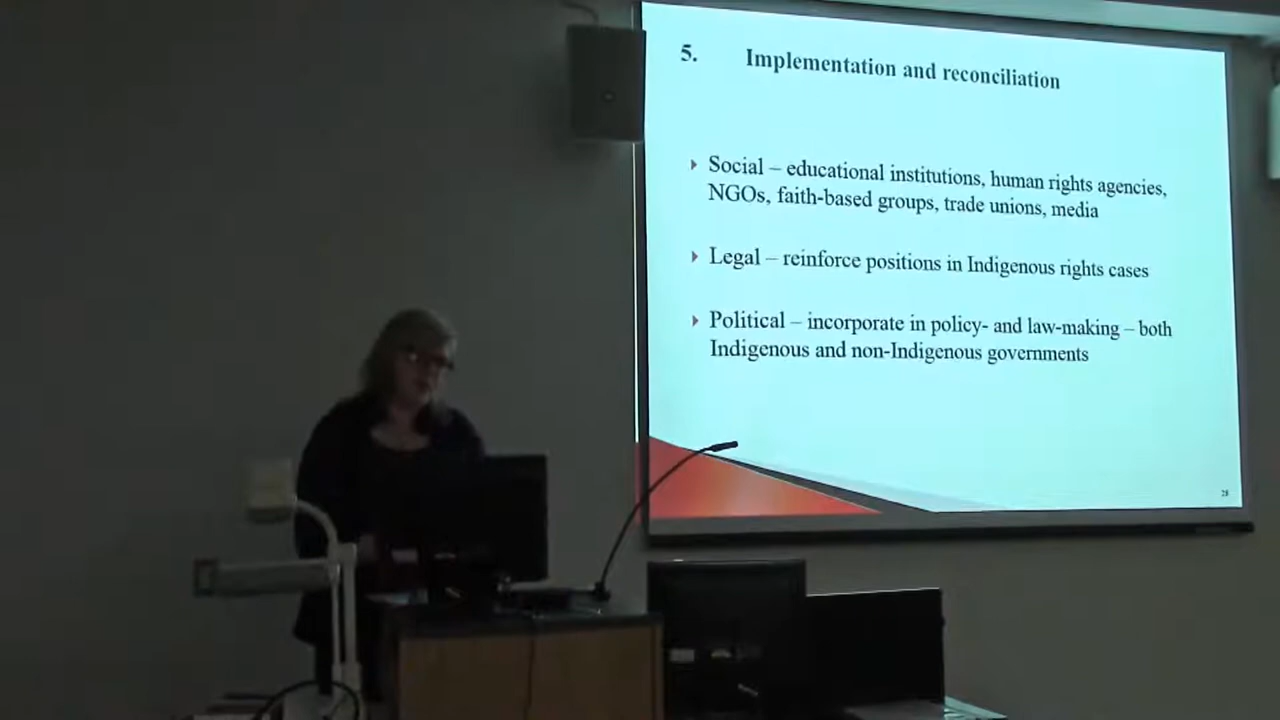 5. Implementation and reconciliation
Social – educational institutions, human rights agencies,
NGOs, faith-based groups, trade unions, media
Legal – reinforce positions in Indigenous rights cases
Political – incorporate in policy- and law-making – both
Indigenous and non-Indigenous governments
28